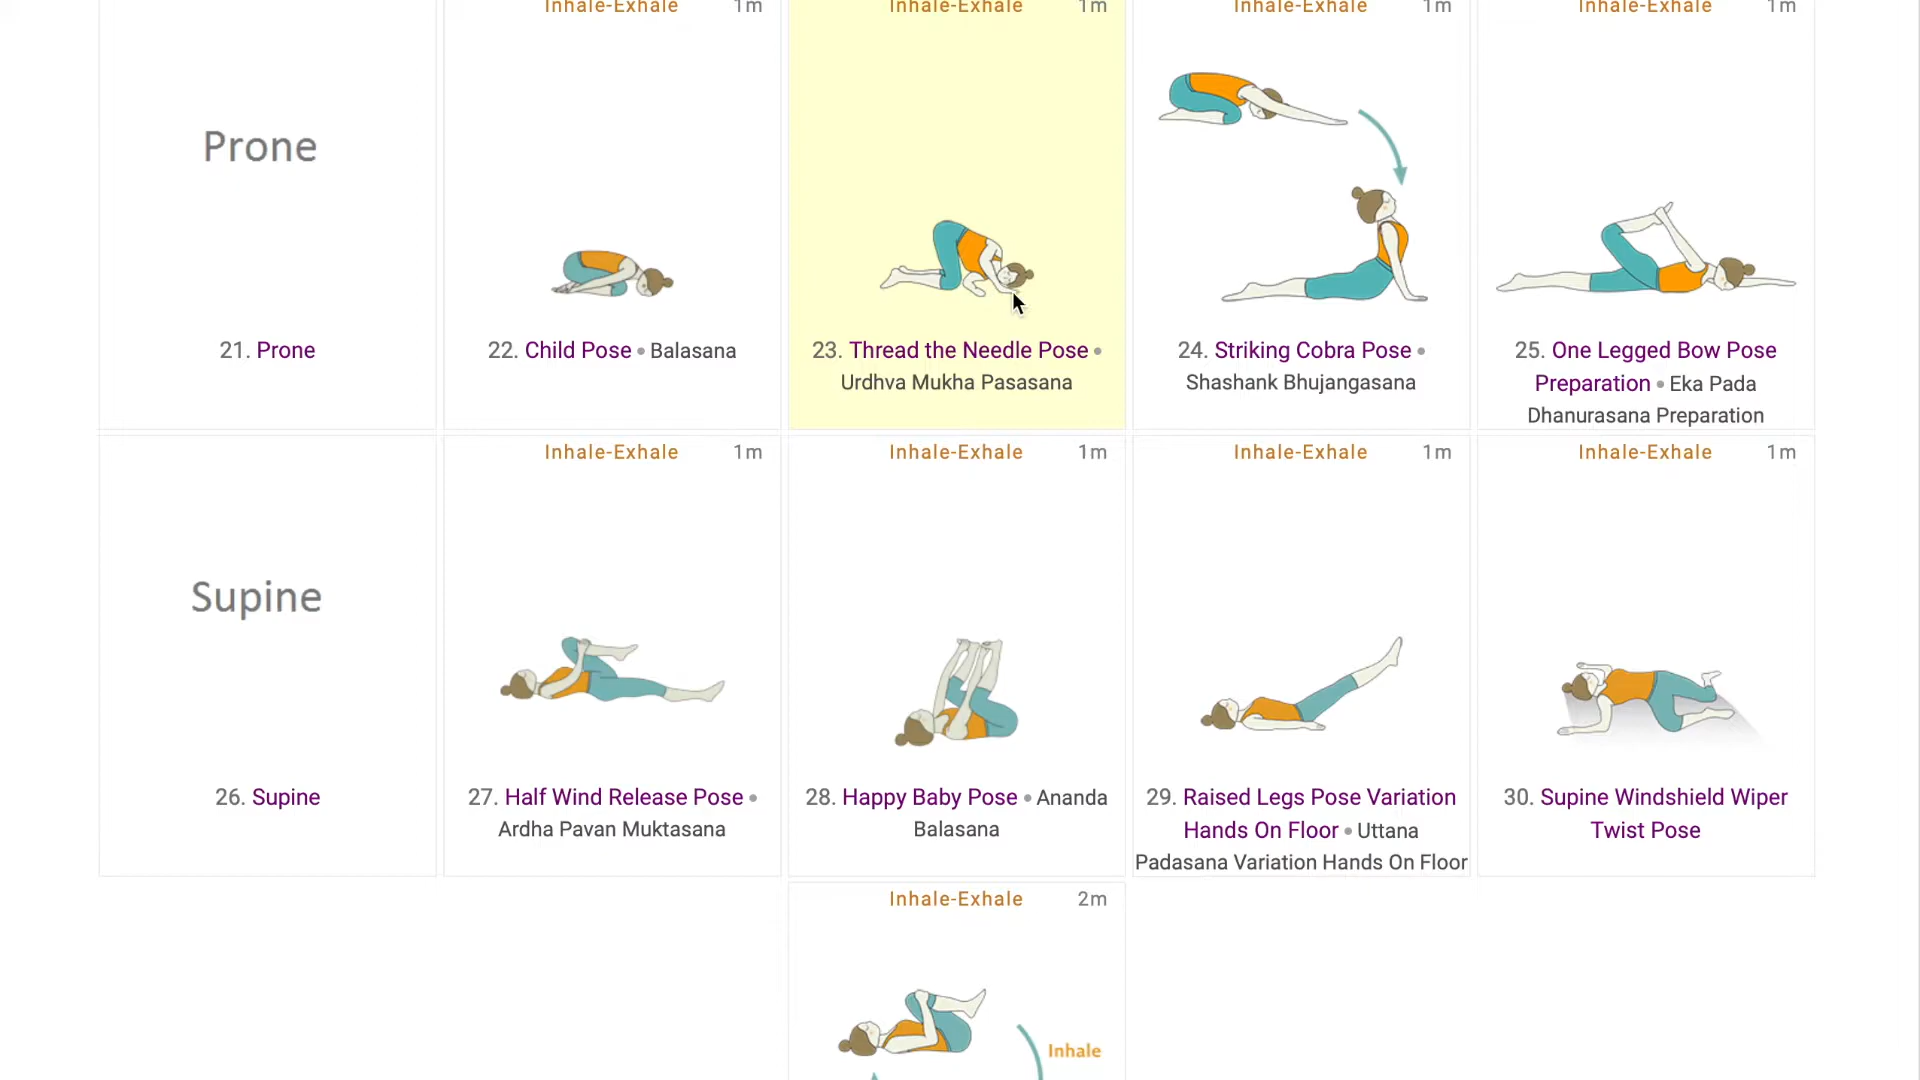 Inhale-Exhale 1m
Inhale-Exhale 1m
Inhale-Exhale 1m
Inhale-Exhale 1m
Prone
21. Prone
22. Child Pose • Balasana
23. Thread the Needle Pose •
Urdhva Mukha Pasasana
24. Striking Cobra Pose •
Shashank Bhujangasana
25. One Legged Bow Pose
Preparation • Eka Pada
Dhanurasana Preparation
Inhale-Exhale 1m
Inhale-Exhale 1m
Inhale-Exhale 1m
Inhale-Exhale 1m
Supine
26. Supine
27. Half Wind Release Pose •
Ardha Pavan Muktasana
28. Happy Baby Pose • Ananda
Balasana
29. Raised Legs Pose Variation
Hands On Floor • Uttana
Padasana Variation Hands On Floor
30. Supine Windshield Wiper
Twist Pose
Inhale-Exhale 2m
Inhale